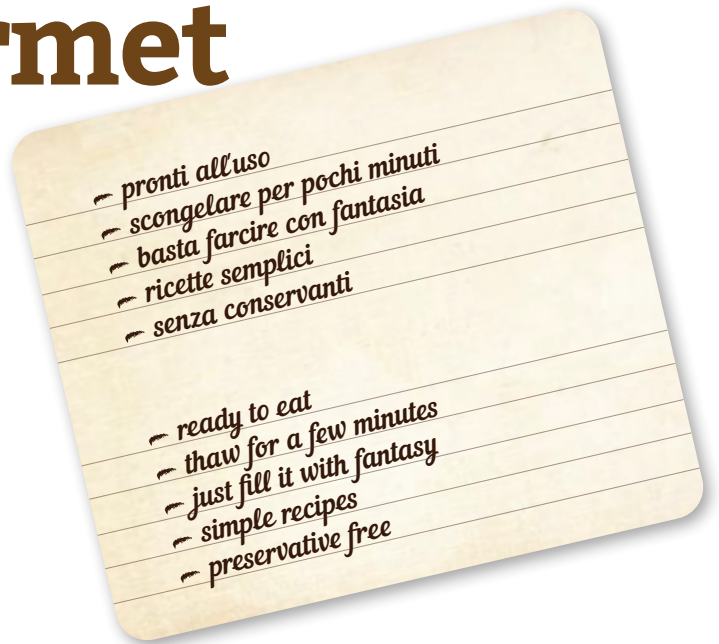 rmet
pronti all'uso
scongelare per pochi minuti
basta farcire con fantasia
ricette semplici
senza conservanti
ready to eat
thaw for a few minutes
just fill it with fantasy
simple recipes
preservative free